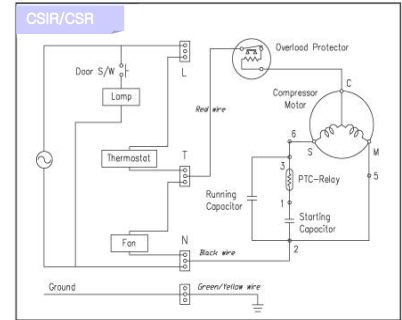 CSIR/CSR
Overload Protector
Door S/W
L
C
Lamp
Compressor
Motor
Red wire
6
S
M
Thermostat
T
3
PTC-Relay
5
Running
Capacitor
1
Starting
Capacitor
Fan
N
Black wire
2
Ground
Green/Yellow wire